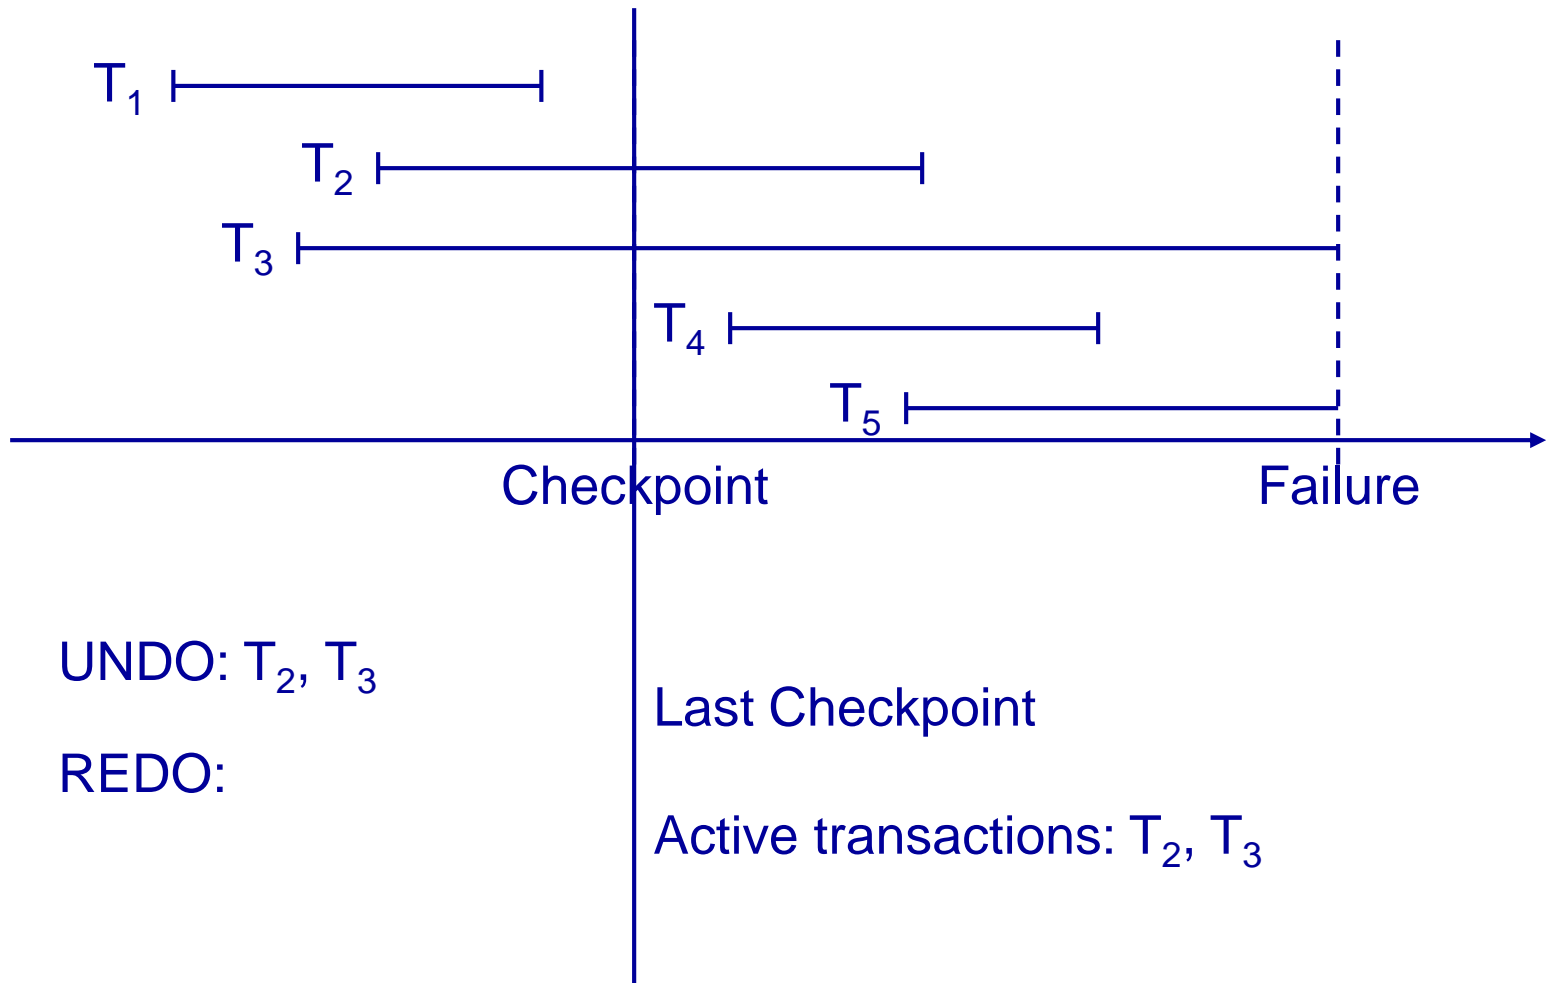 T1
T2
T3
T4
T5
Checkpoint
Failure
UNDO: T2, T3
Last Checkpoint
REDO:
Active transactions: T2, T3